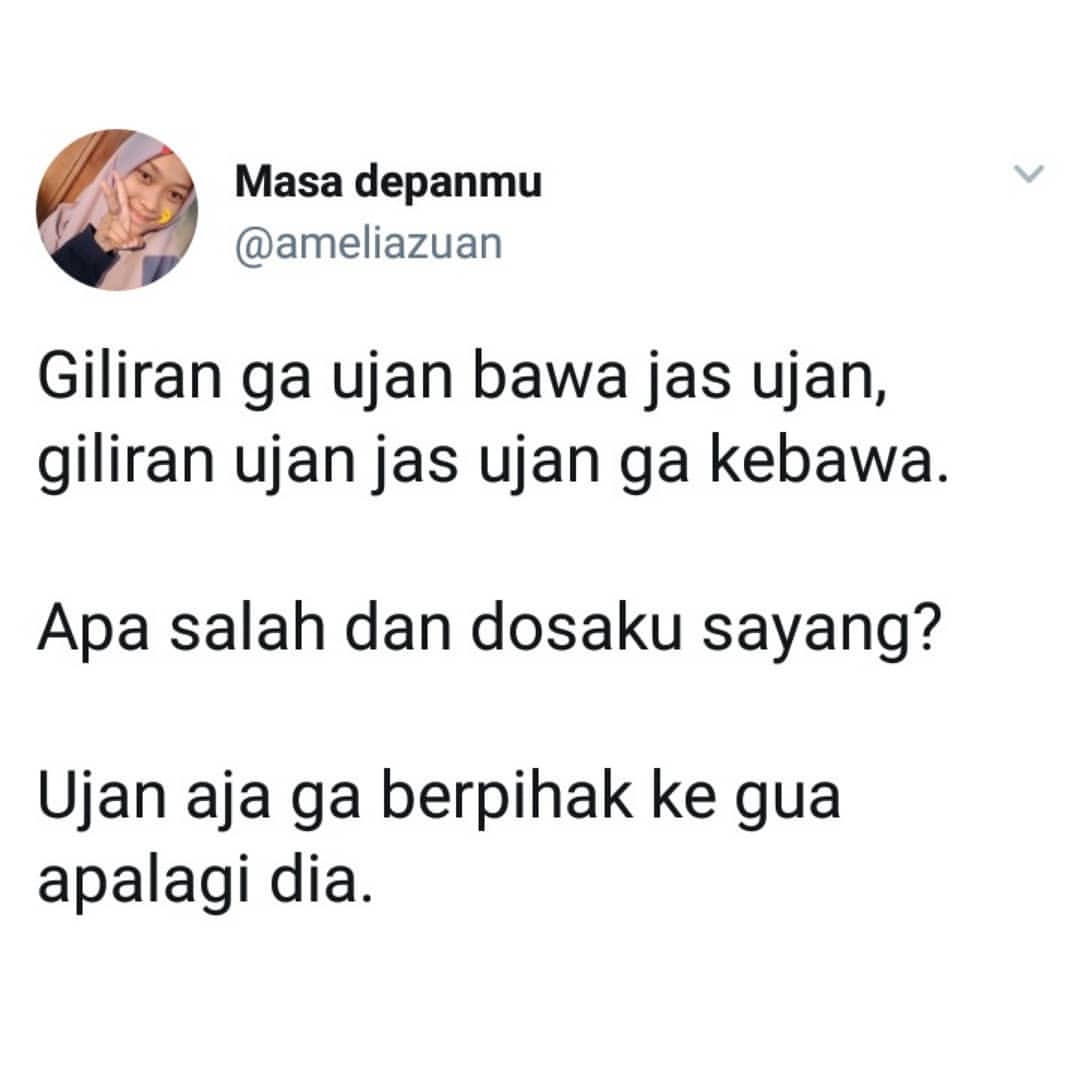 Masa depanmu
@ameliazuan
Giliran ga ujan bawa jas ujan,
giliran ujan jas ujan ga kebawa.
Apa salah dan dosaku sayang?
Ujan aja ga berpihak ke gua
apalagi dia.